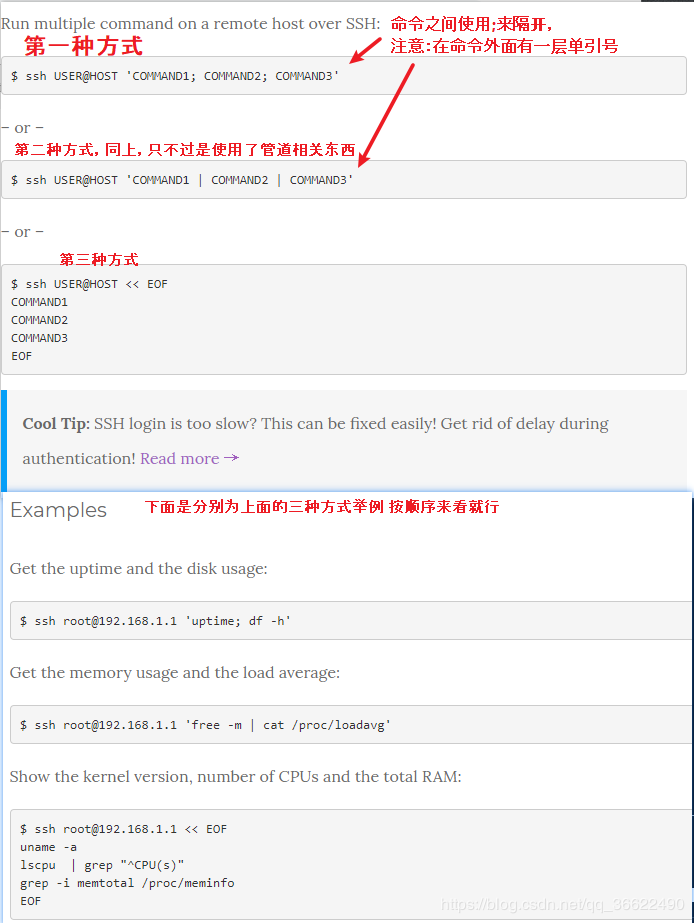 Run multiple command on a remote host over SSH:
命令之间使用;来隔开,
第一种方式
注意:在命令外面有一层单引号
$ ssh USER@HOST 'COMMAND1; COMMAND2; COMMAND3'
– or –
第二种方式, 同上, 只不过是使用了管道相关东西
$ ssh USER@HOST 'COMMAND1 | COMMAND2 | COMMAND3'
– or –
第三种方式
$ ssh USER@HOST << EOF
COMMAND1
COMMAND2
COMMAND3
EOF
Cool Tip: SSH login is too slow? This can be fixed easily! Get rid of delay during
authentication! Read more →
Examples
下面是分别为上面的三种方式举例 按顺序来看就行
Get the uptime and the disk usage:
$ ssh root@192.168.1.1 'uptime; df -h'
Get the memory usage and the load average:
$ ssh root@192.168.1.1 'free -m | cat /proc/loadavg'
Show the kernel version, number of CPUs and the total RAM:
$ ssh root@192.168.1.1 << EOF
uname -a
lscpu  | grep "^CPU(s)"
grep -i memtotal /proc/meminfo
EOF
https://blog.csdn.net/qq_36622490